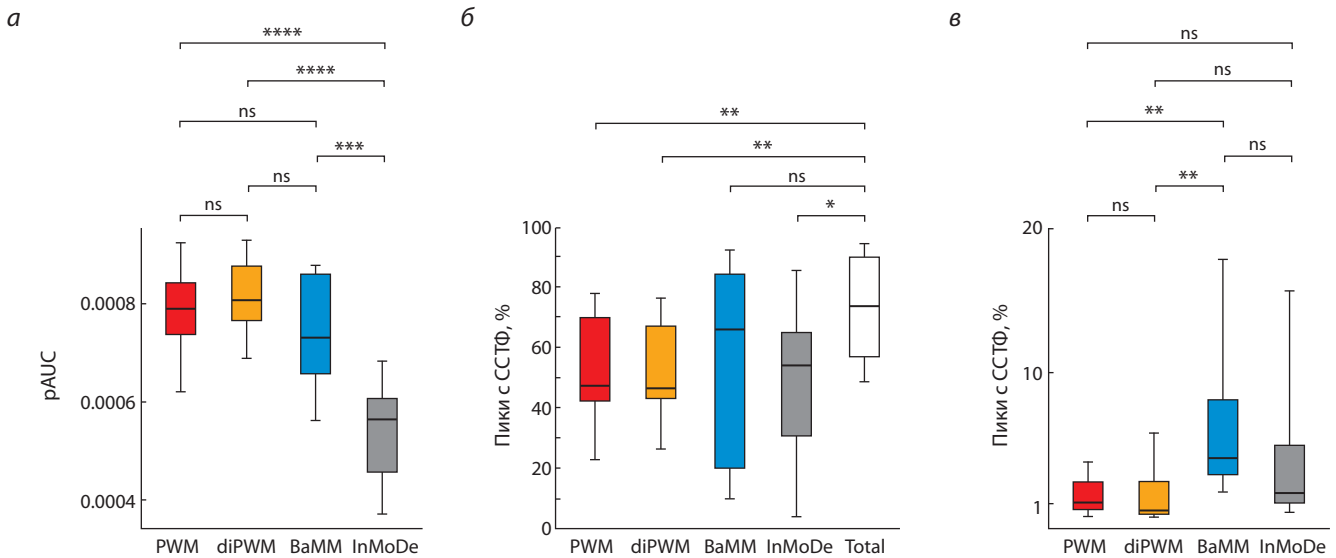 а
****
****
ns
***
ns
ns
pAUC
0.0008
0.0006
0.0004
PWM diPWM BaMM InMoDe
б
**
**
ns
*
Пики с ССТФ, %
100
80
60
40
20
0
PWM diPWM BaMM InMoDe Total
в
ns
ns
**
ns
**
ns
Пики с ССТФ, %
20
10
1
PWM diPWM BaMM InMoDe